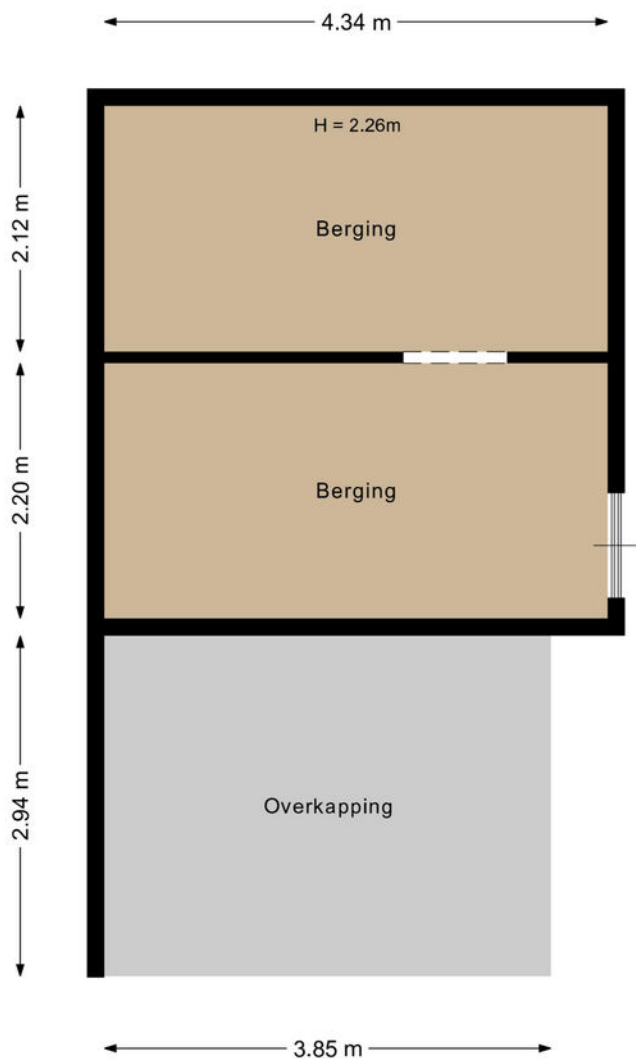 4.34 m
H = 2.26m
2.12 m
Berging
2.20 m
Berging
2.94 m
Overkapping
3.85 m